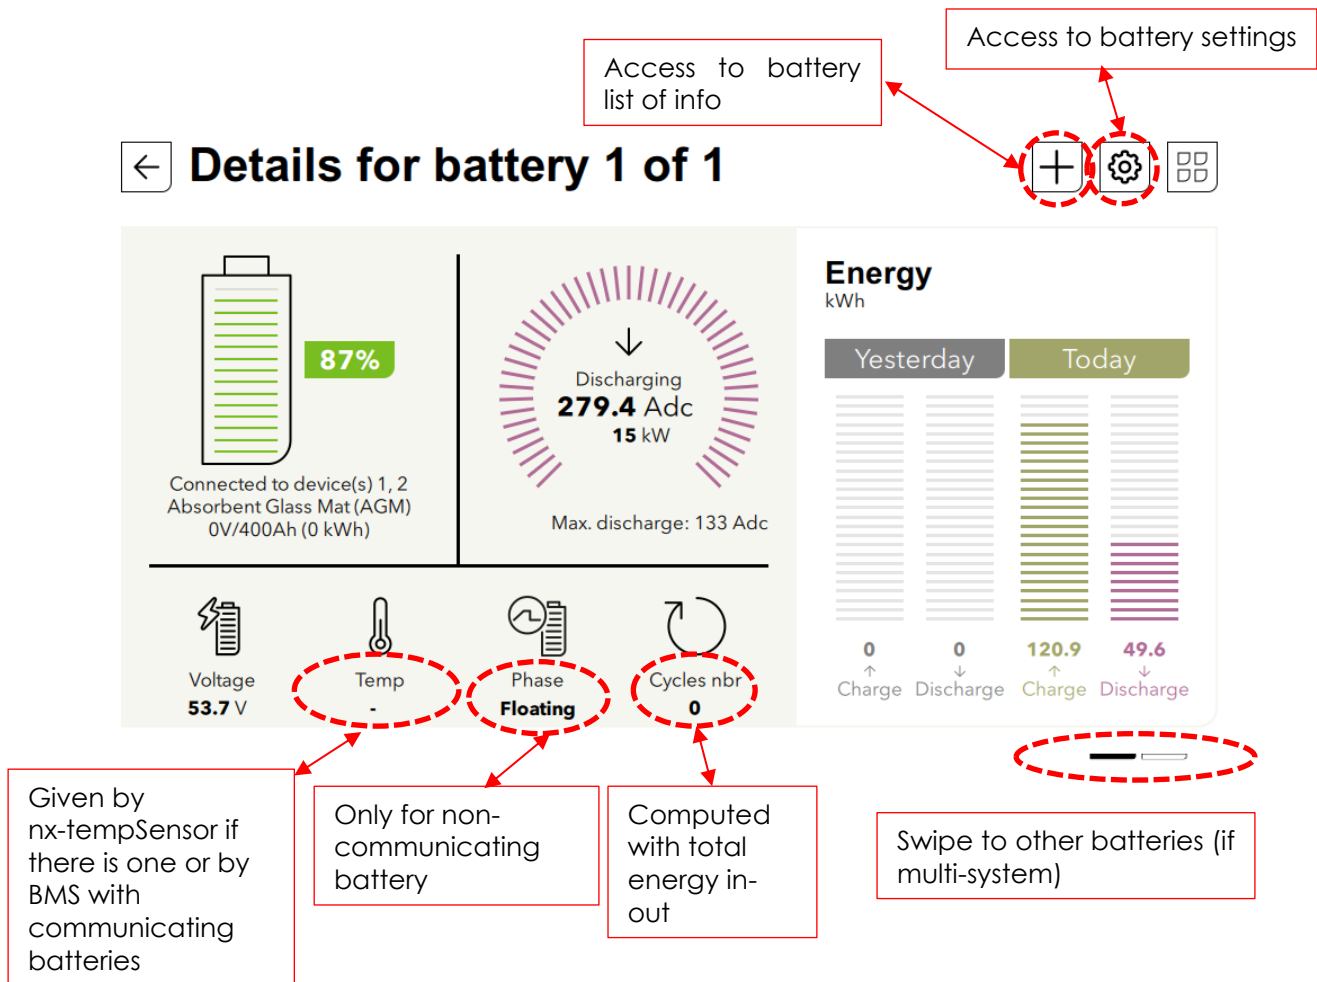 Access to battery settings
Access to battery
list of info
Details for battery 1 of 1
87%
Connected to device(s) 1, 2
Absorbent Glass Mat (AGM)
0V/400Ah (0 kWh)
Discharging
279.4 Adc
15 kW
Max. discharge: 133 Adc
Voltage
53.7 V
Temp
-
Phase
Floating
Cycles nbr
0
Energy
kWh
Yesterday
Today
0
Charge
0
Discharge
120.9
Charge
49.6
Discharge
Given by
nx-tempSensor if
there is one or by
BMS with
communicating
batteries
Only for non-
communicating
battery
Computed
with total
energy in-
out
Swipe to other batteries (if
multi-system)